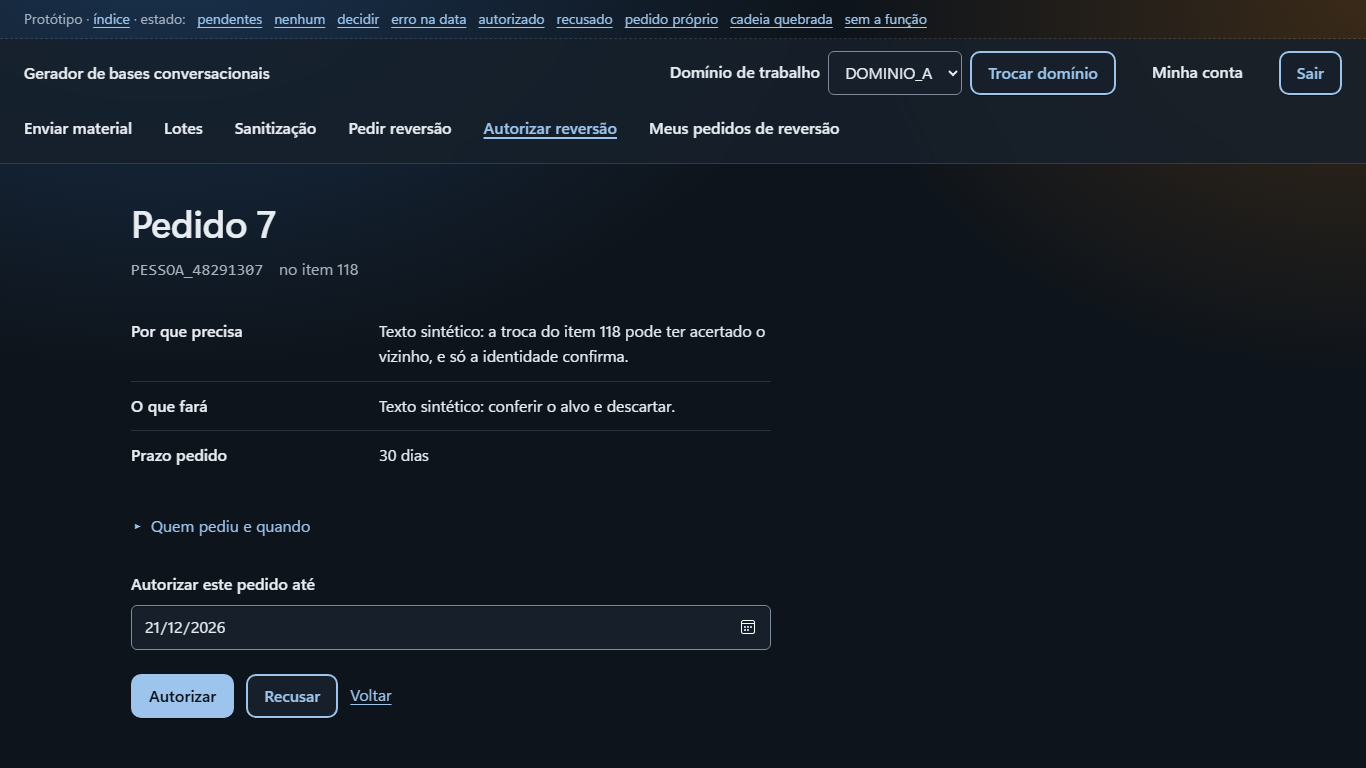 Protótipo · índice · estado: pendentes nenhum decidir erro na data autorizado recusado pedido próprio cadeia quebrada sem a função
Gerador de bases conversacionais Domínio de trabalho DOMINIO_A Trocar domínio Minha conta Sair
Enviar material Lotes Sanitização Pedir reversão Autorizar reversão Meus pedidos de reversão
Pedido 7
PESSOA_48291307 no item 118
Por que precisa Texto sintético: a troca do item 118 pode ter acertado o
vizinho, e só a identidade confirma.
O que fará Texto sintético: conferir o alvo e descartar.
Prazo pedido 30 dias
Quem pediu e quando
Autorizar este pedido até
21/12/2026
Autorizar Recusar Voltar